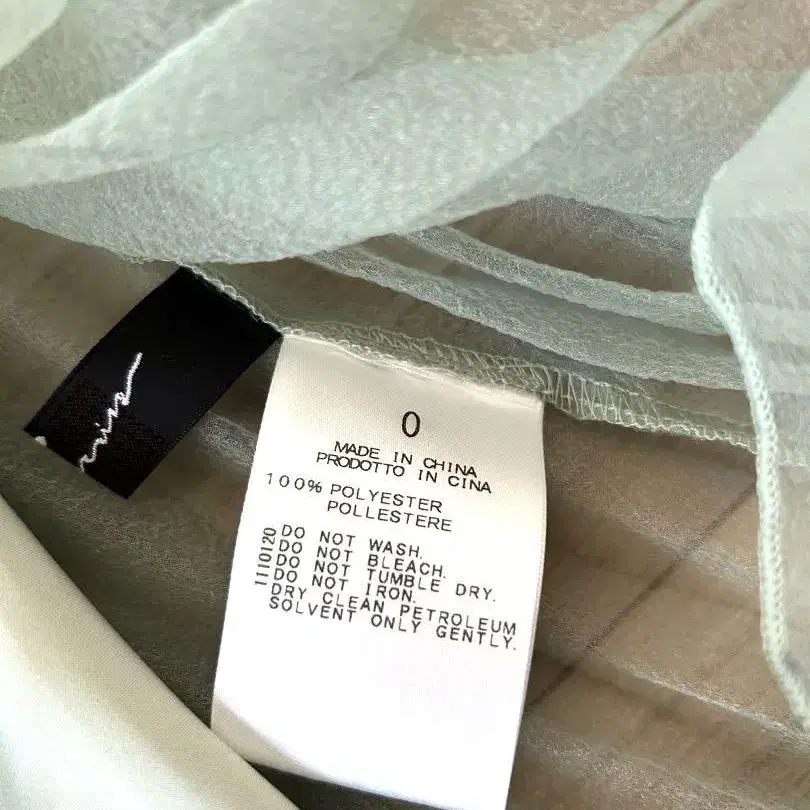 0
MADE IN CHINA
PRODOTTO IN CINA
100% POLYESTER
POLLESTERE
1110120
DO NOT WASH.
DO NOT BLEACH.
DO NOT TUMBLE DRY.
DO NOT IRON.
DRY CLEAN PETROLEUM
SOLVENT ONLY GENTLY.